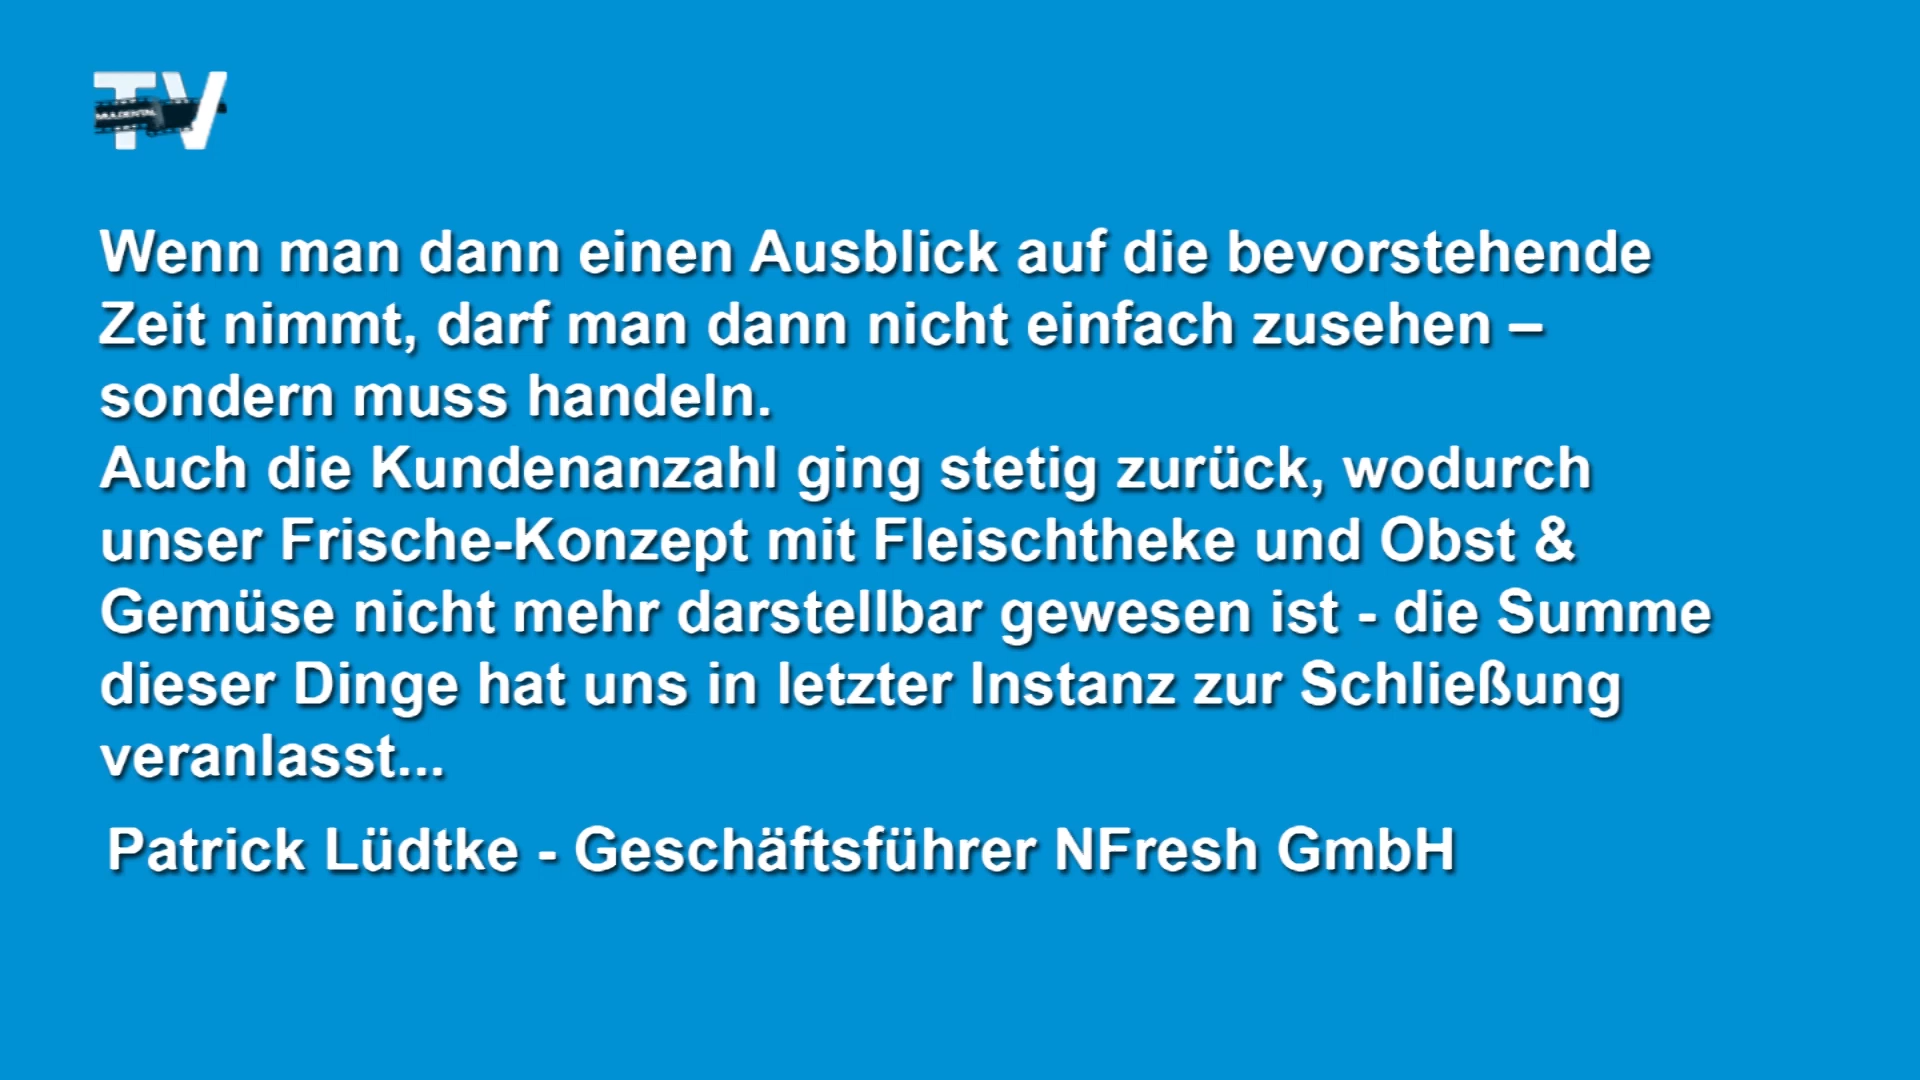 TV
MULDENTAL
Wenn man dann einen Ausblick auf die bevorstehende
Zeit nimmt, darf man dann nicht einfach zusehen –
sondern muss handeln.
Auch die Kundenanzahl ging stetig zurück, wodurch
unser Frische-Konzept mit Fleischtheke und Obst &
Gemüse nicht mehr darstellbar gewesen ist - die Summe
dieser Dinge hat uns in letzter Instanz zur Schließung
veranlasst...
Patrick Lüdtke - Geschäftsführer NFresh GmbH